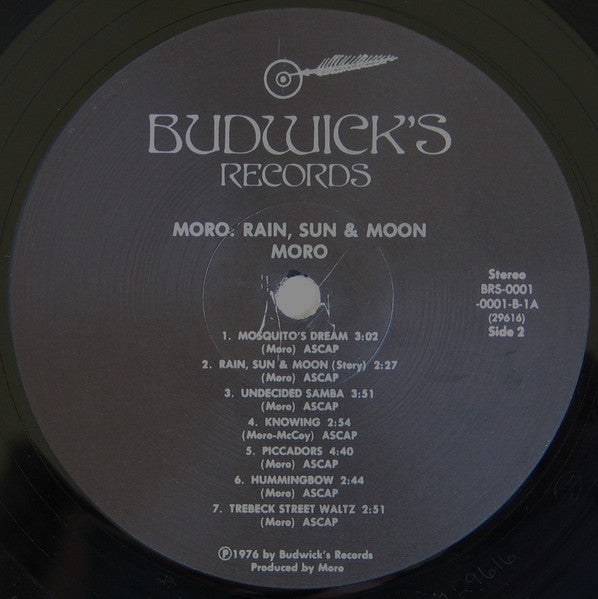 BUDWICK'S
RECORDS
MORO: RAIN, SUN & MOON
MORO
Stereo
BRS-0001
-0001-B-1A
(29616)
Side 2
1. MOSQUITO'S DREAM 3:02
(Moro) ASCAP
2. RAIN, SUN & MOON (Story) 2:27
(Moro) ASCAP
3. UNDECIDED SAMBA 3:51
(Moro) ASCAP
4. KNOWING 2:54
(Moro-McCoy) ASCAP
5. PICCADORS 4:40
(Moro) ASCAP
6. HUMMINGBOW 2:44
(Moro) ASCAP
7. TREBECK STREET WALTZ 2:51
(Moro) ASCAP
Ⓟ1976 by Budwick's Records
Produced by Moro
29616